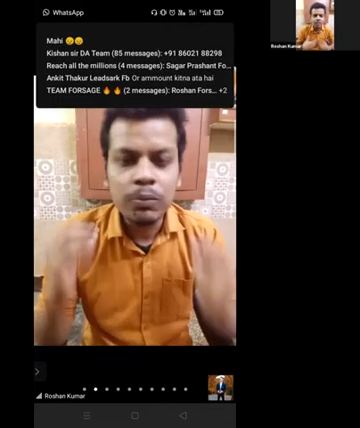 WhatsApp
Mahi 😡😡
Kishan sir DA Team (85 messages): +91 86021 88298
Reach all the millions (4 messages): Sagar Prashant Fo...
Ankit Thakur Leadsark Fb Or ammount kitna ata hai
TEAM FORSAGE 🔥 🔥 (2 messages): Roshan Fors... +2
Roshan Kumar
Roshan Kumar